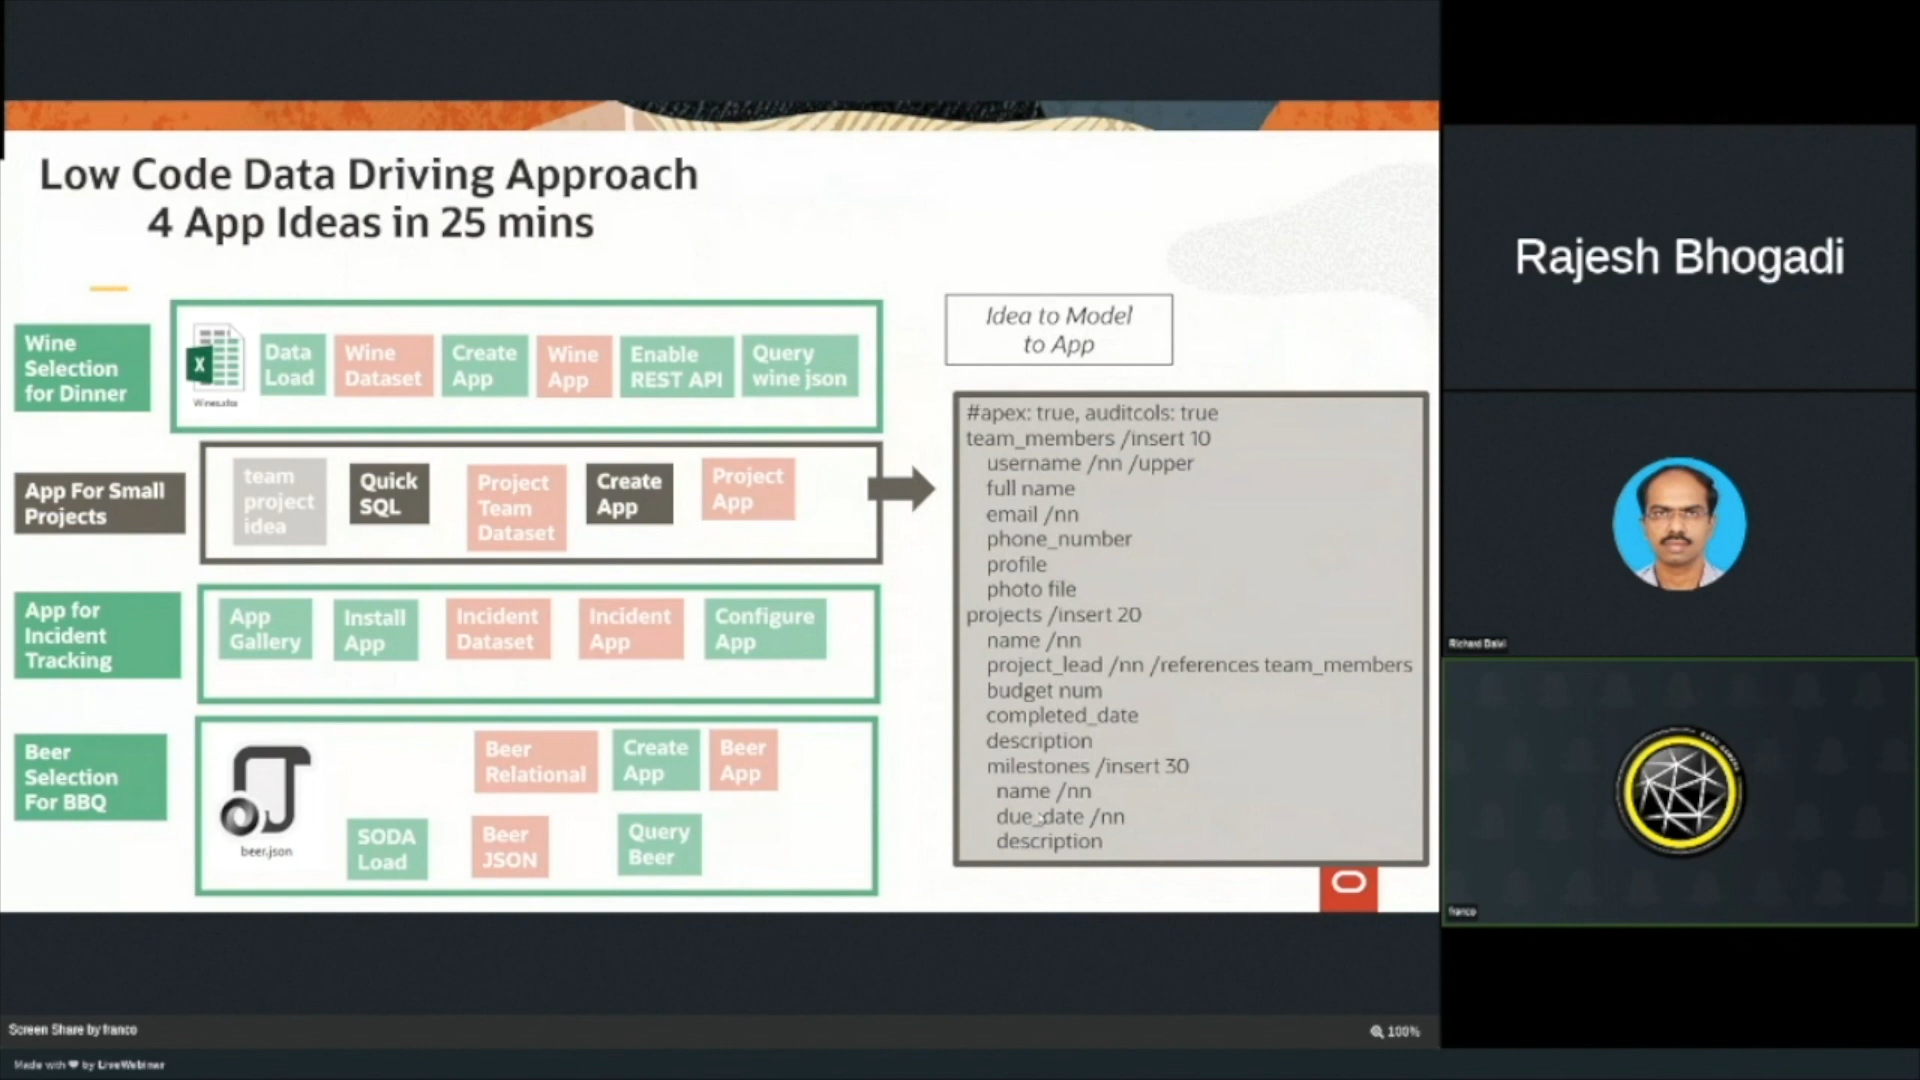 Low Code Data Driving Approach
4 App Ideas in 25 mins
Wine
Selection
for Dinner
X
Wines.xlsx
Data
Load
Wine
Dataset
Create
App
Wine
App
Enable
REST API
Query
wine json
App For Small
Projects
team
project
idea
Quick
SQL
Project
Team
Dataset
Create
App
Project
App
App for
Incident
Tracking
App
Gallery
Install
App
Incident
Dataset
Incident
App
Configure
App
Beer
Selection
For BBQ
beer.json
SODA
Load
Beer
Relational
Beer
JSON
Create
App
Beer
App
Query
Beer
Idea to Model
to App
#apex: true, auditcols: true
team_members /insert 10
username /nn /upper
full name
email /nn
phone_number
profile
photo file
projects /insert 20
name /nn
project_lead /nn /references team_members
budget num
completed_date
description
milestones /insert 30
name /nn
due_date /nn
description
Rajesh Bhogadi
Richard
franco
Screen Share by franco
100%
Made with ❤ by LiveWebinar